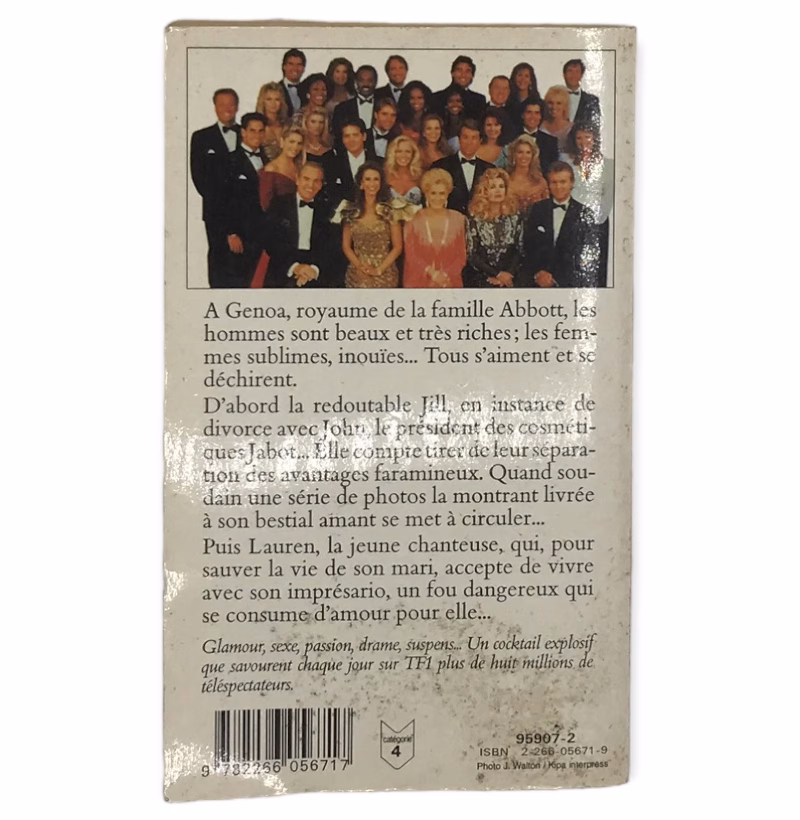 A Genoa, royaume de la famille Abbott, les
hommes sont beaux et très riches ; les fem-
mes sublimes, inouïes... Tous s'aiment et se
déchirent.
D'abord la redoutable Jill, en instance de
divorce avec John, le président des cosméti-
ques Jabot... Elle compte tirer de leur sépara-
tion des avantages faramineux. Quand sou-
dain une série de photos la montrant livrée
à son bestial amant se met à circuler...
Puis Lauren, la jeune chanteuse, qui, pour
sauver la vie de son mari, accepte de vivre
avec son imprésario, un fou dangereux qui
se consume d'amour pour elle...
Glamour, sexe, passion, drame, suspens... Un cocktail explosif
que savourent chaque jour sur TF1 plus de huit millions de
téléspectateurs.
9 782266 056717
catégorie
4
95907-2
ISBN 2-266-05671-9
Photo J. Walton / Kipa interpress